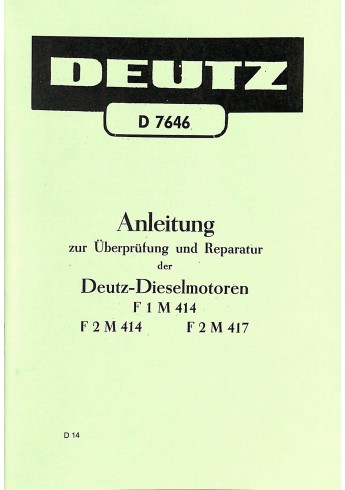 DEUTZ
D 7646
Anleitung
zur Überprüfung und Reparatur
der
Deutz-Dieselmotoren
F 1 M 414
F 2 M 414 F 2 M 417
D 14